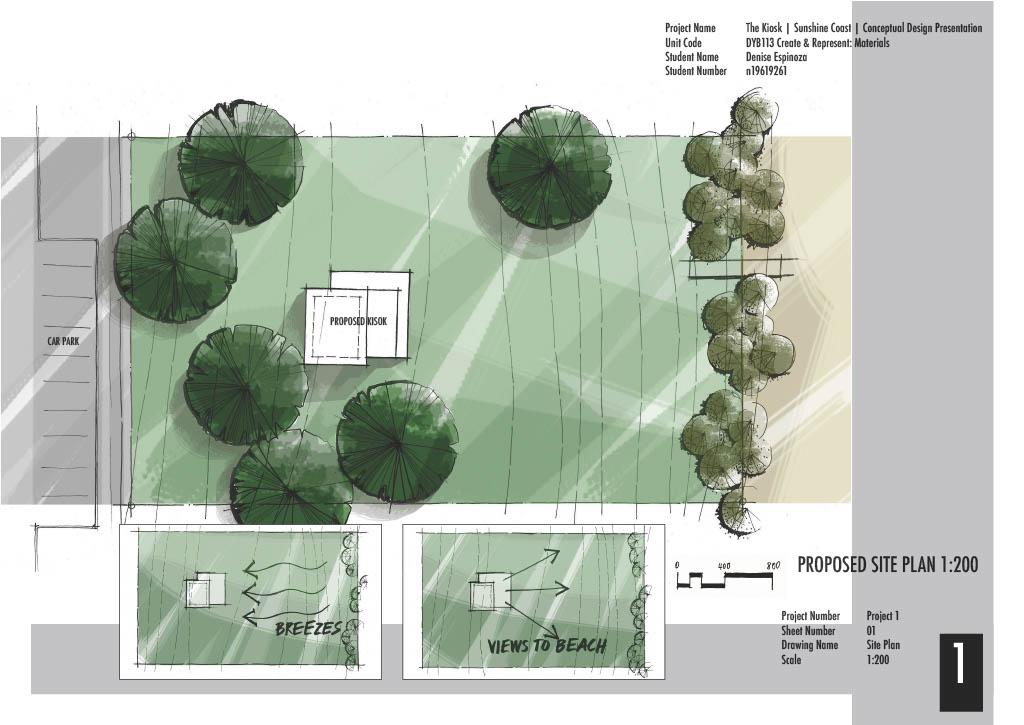 Project Name The Kiosk | Sunshine Coast | Conceptual Design Presentation
Unit Code DYB113 Create & Represent: Materials
Student Name Denise Espinoza
Student Number n19619261
PROPOSED KISOK
CAR PARK
BREEZES
VIEWS TO BEACH
0 400 800
PROPOSED SITE PLAN 1:200
Project Number Project 1
Sheet Number 01
Drawing Name Site Plan
Scale 1:200
1